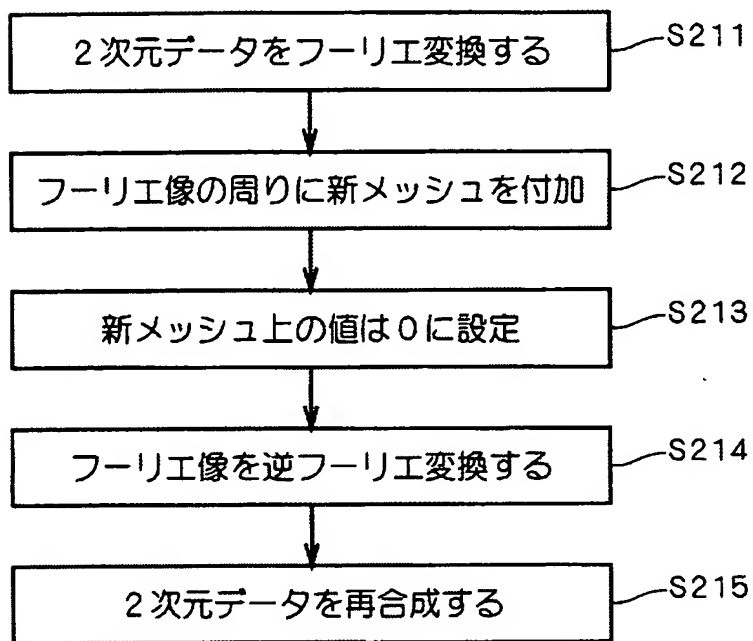 2次元データをフーリエ変換する
S211
フーリエ像の周りに新メッシュを付加
S212
新メッシュ上の値は0に設定
S213
フーリエ像を逆フーリエ変換する
S214
2次元データを再合成する
S215